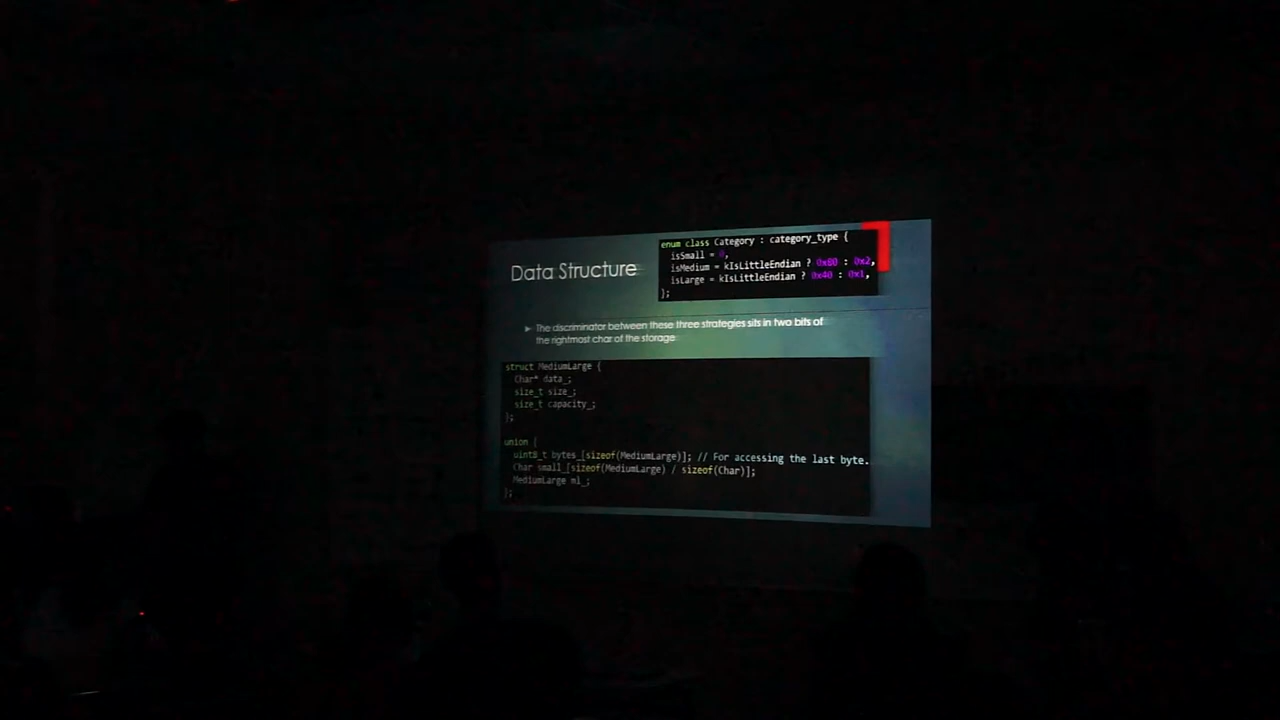 Data Structure
enum class Category : category_type {
isSmall = 0,
isMedium = kIsLittleEndian ? 0x80 : 0x2,
isLarge = kIsLittleEndian ? 0x40 : 0x1,
};
The discriminator between these three strategies sits in two bits of
the rightmost char of the storage
struct MediumLarge {
Char* data_;
size_t size_;
size_t capacity_;
};
union {
uint8_t bytes_[sizeof(MediumLarge)]; // For accessing the last byte.
Char small_[sizeof(MediumLarge) / sizeof(Char)];
MediumLarge ml_;
};